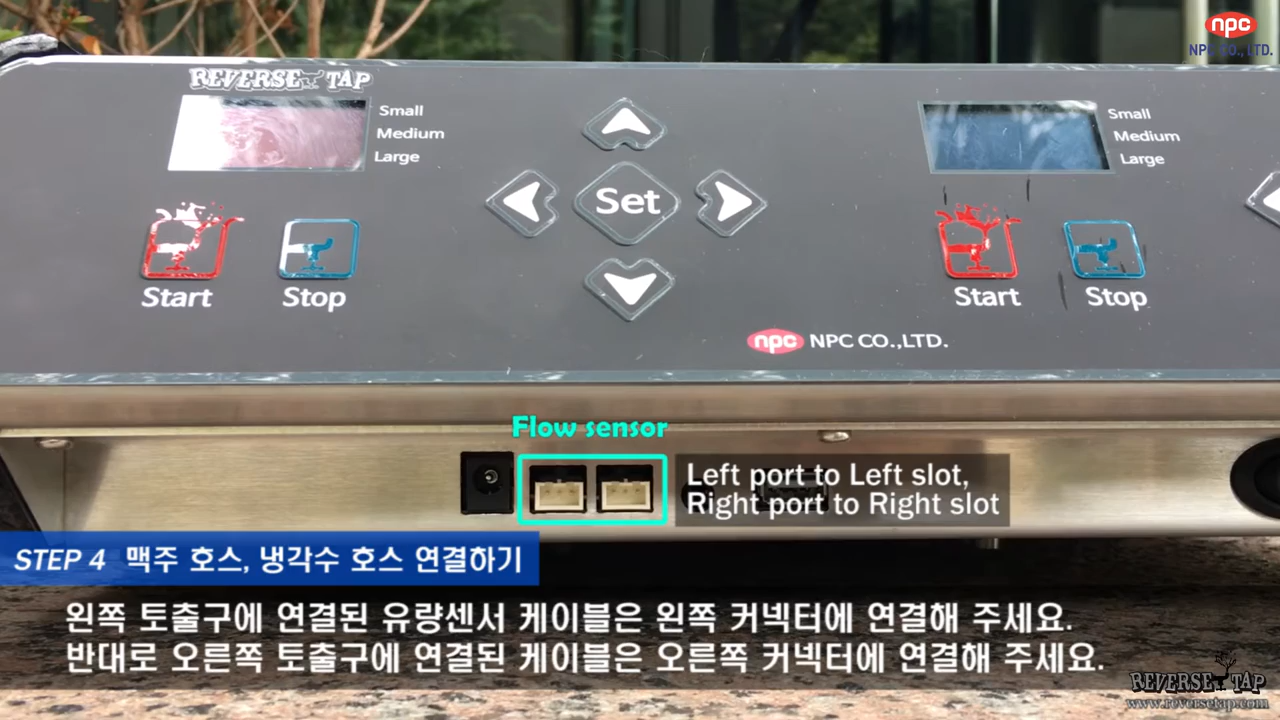 npc
NPC CO., LTD.
REVERSE TAP
Small
Medium
Large
Small
Medium
Large
Set
Start
Stop
Start
Stop
npc NPC CO.,LTD.
Flow sensor
Left port to Left slot,
Right port to Right slot
STEP 4 맥주 호스, 냉각수 호스 연결하기
왼쪽 토출구에 연결된 유량센서 케이블은 왼쪽 커넥터에 연결해 주세요.
반대로 오른쪽 토출구에 연결된 케이블은 오른쪽 커넥터에 연결해 주세요.
REVERSE TAP
www.reversetap.com